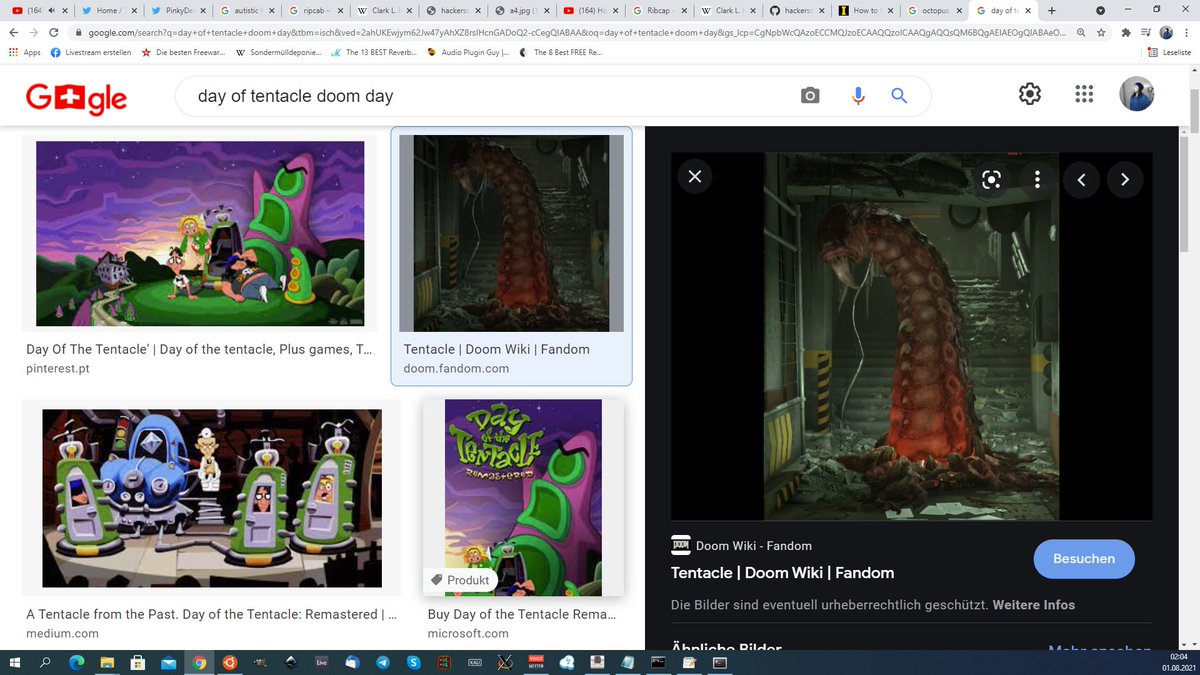 (164)
Home /
PinkyDe
autistic h
ripcab –
Clark L.
hackersc
a4.jpg (1
(164) Ho
Ribcap -
Clark L.
hackersc
How to
octopus
day of te
google.com/search?q=day+of+tentacle+doom+day&tbm=isch&ved=2ahUKEwjym62Jw47yAhXZ8rsIHcnGADoQ2-cCegQIABAA&oq=day+of+tentacle+doom+day&gs_lcp=CgNpbWcQAzoECCMQJzoECAAQQzoICAAQgAQQsQM6BQgAEIAEOgQIABAeO...
Apps
Livestream erstellen
Die besten Freewar...
Sondermülldeponie...
The 13 BEST Reverb...
Audio Plugin Guy |...
The 8 Best FREE Re...
Leseliste
Google
day of tentacle doom day
Day Of The Tentacle' | Day of the tentacle, Plus games, T...
pinterest.pt
Tentacle | Doom Wiki | Fandom
doom.fandom.com
Day
of the
Tentacle
REMASTERED
Produkt
A Tentacle from the Past. Day of the Tentacle: Remastered | ...
medium.com
Buy Day of the Tentacle Rema...
microsoft.com
DOOM
Doom Wiki - Fandom
Tentacle | Doom Wiki | Fandom
Besuchen
Die Bilder sind eventuell urheberrechtlich geschützt. Weitere Infos
Ähnliche Bilder
Mehr ansehen
Live
KALI
02:04
01.08.2021